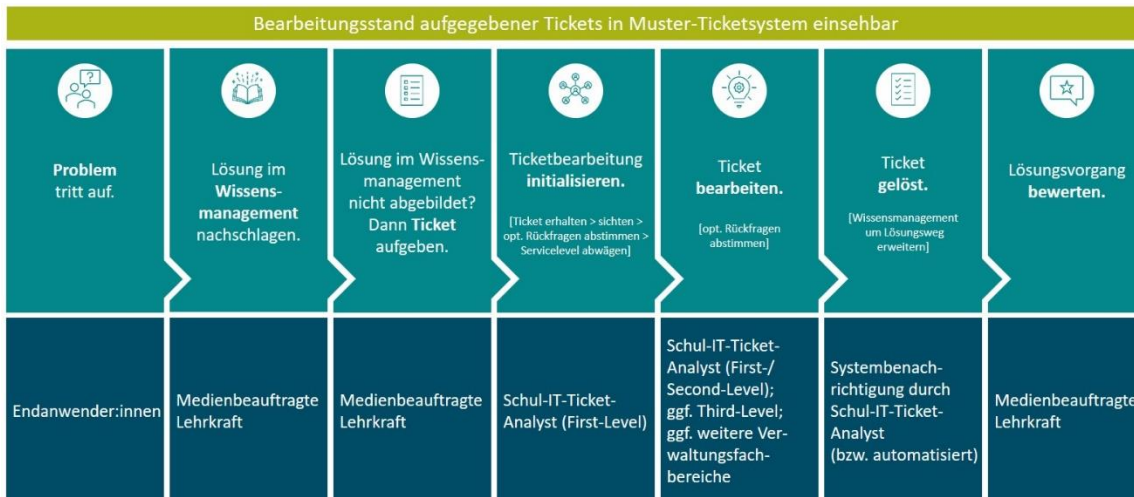 Bearbeitungsstand aufgegebener Tickets in Muster-Ticketsystem einsehbar
Problem
tritt auf.
Lösung im
Wissens-
management
nachschlagen.
Lösung im Wissens-
management
nicht abgebildet?
Dann Ticket
aufgeben.
Ticketbearbeitung
initialisieren.
[Ticket erhalten > sichten >
opt. Rückfragen abstimmen >
Servicelevel abwägen]
Ticket
bearbeiten.
[opt. Rückfragen
abstimmen]
Ticket
gelöst.
[Wissensmanagement
um Lösungsweg
erweitern]
Lösungsvorgang
bewerten.
Endanwender:innen
Medienbeauftragte
Lehrkraft
Medienbeauftragte
Lehrkraft
Schul-IT-Ticket-
Analyst (First-Level)
Schul-IT-Ticket-
Analyst (First-/
Second-Level);
ggf. Third-Level;
ggf. weitere Ver-
waltungsfach-
bereiche
Systembenach-
richtigung durch
Schul-IT-Ticket-
Analyst
(bzw. automatisiert)
Medienbeauftragte
Lehrkraft